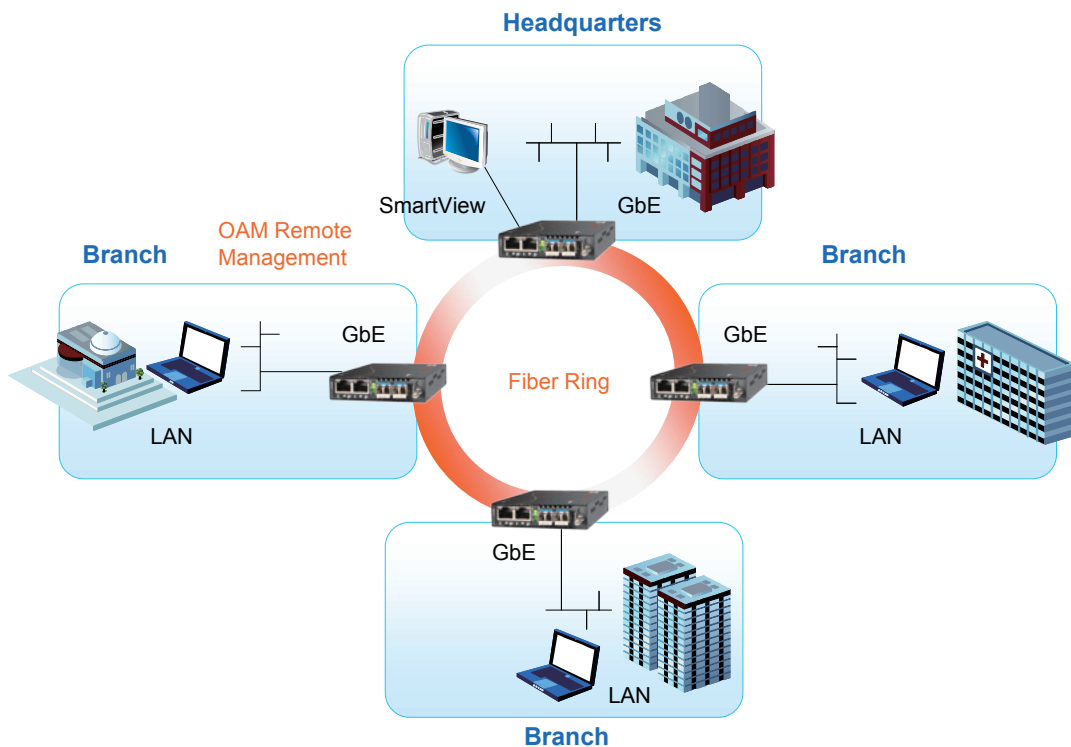 Headquarters
SmartView
GbE
OAM Remote
Management
Branch
Branch
GbE
GbE
Fiber Ring
LAN
LAN
GbE
LAN
Branch